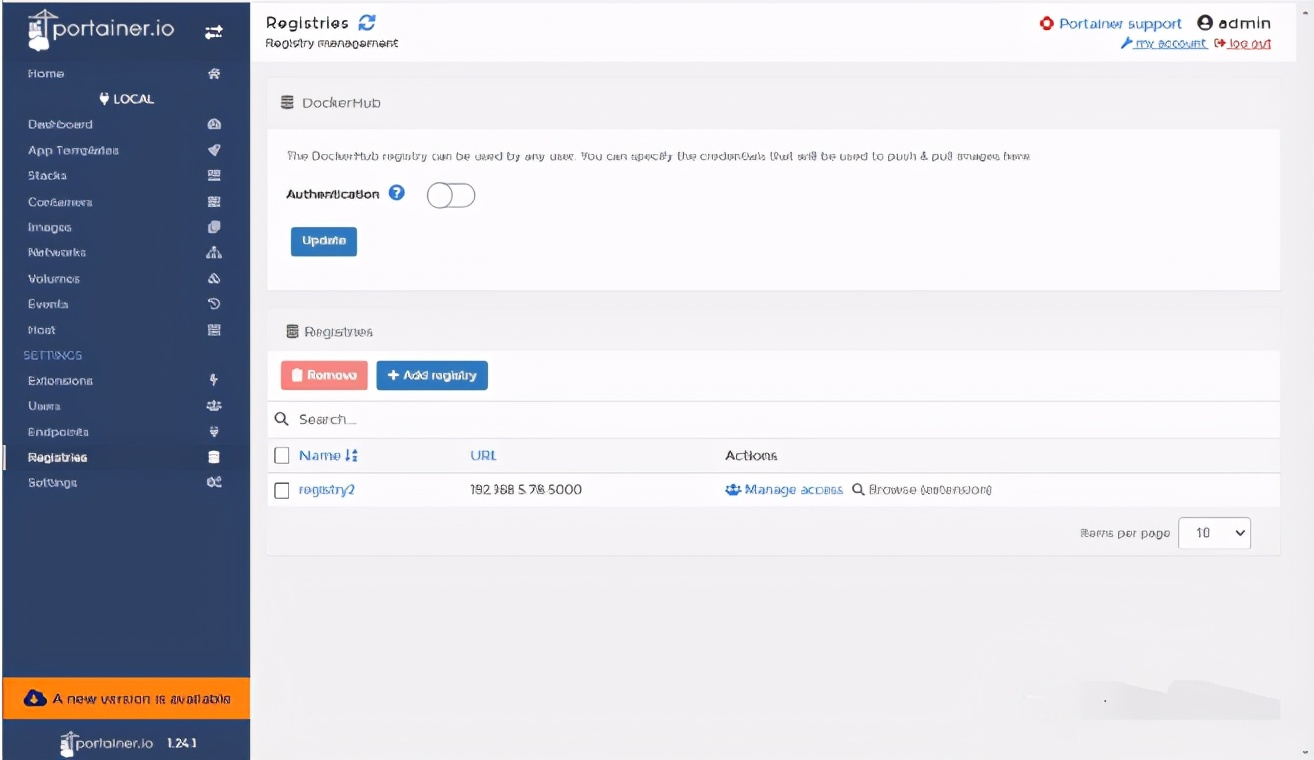 portainer.io
Registries
Registry management
Portainer support
admin
my account
log out
Home
LOCAL
Dashboard
App Templates
Stacks
Containers
Images
Networks
Volumes
Events
Host
SETTINGS
Extensions
Users
Endpoints
Registries
Settings
A new version is available
portainer.io 1.24.1
DockerHub
The DockerHub registry can be used by any user. You can specify the credentials that will be used to push & pull images here.
Authentication
Update
Registries
Remove
+ Add registry
Search...
Name URL Actions
registry2 5000 Manage access Browse (extension)
Items per page 10